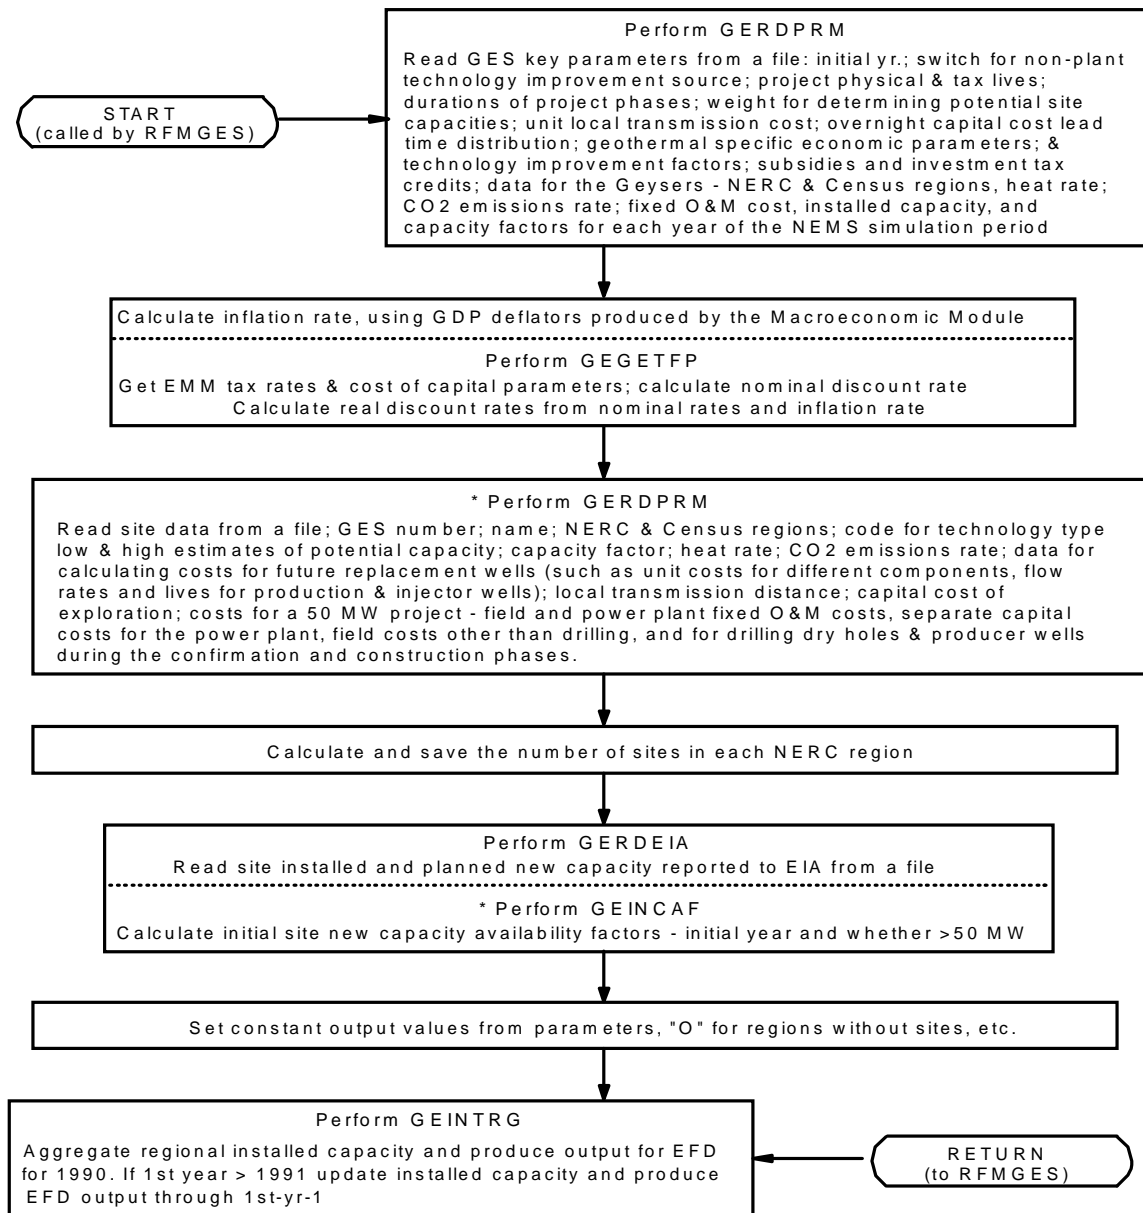 START
(called by RFMGES)
Perform GERDPRM
Read GES key parameters from a file: initial yr.; switch for non-plant
technology improvement source; project physical & tax lives;
durations of project phases; weight for determining potential site
capacities; unit local transmission cost; overnight capital cost lead
time distribution; geothermal specific economic parameters; &
technology improvement factors; subsidies and investment tax
credits; data for the Geysers - NERC & Census regions, heat rate;
CO2 emissions rate; fixed O&M cost, installed capacity, and
capacity factors for each year of the NEMS simulation period
Calculate inflation rate, using GDP deflators produced by the Macroeconomic Module
Perform GEGETFP
Get EMM tax rates & cost of capital parameters; calculate nominal discount rate
Calculate real discount rates from nominal rates and inflation rate
* Perform GERDPRM
Read site data from a file; GES number; name; NERC & Census regions; code for technology type
low & high estimates of potential capacity; capacity factor; heat rate; CO2 emissions rate; data for
calculating costs for future replacement wells (such as unit costs for different components, flow
rates and lives for production & injector wells); local transmission distance; capital cost of
exploration; costs for a 50 MW project - field and power plant fixed O&M costs, separate capital
costs for the power plant, field costs other than drilling, and for drilling dry holes & producer wells
during the confirmation and construction phases.
Calculate and save the number of sites in each NERC region
Perform GERDEIA
Read site installed and planned new capacity reported to EIA from a file
* Perform GEINCAF
Calculate initial site new capacity availability factors - initial year and whether >50 MW
Set constant output values from parameters, "O" for regions without sites, etc.
Perform GEINTRG
Aggregate regional installed capacity and produce output for EFD
for 1990. If 1st year > 1991 update installed capacity and produce
EFD output through 1st-yr-1
RETURN
(to RFMGES)